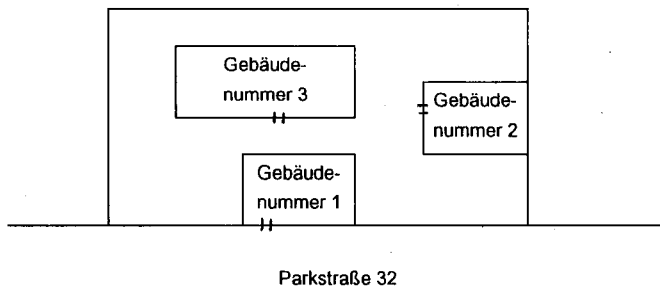 Gebäude-
nummer 3
Gebäude-
nummer 2
Gebäude-
nummer 1
Parkstraße 32